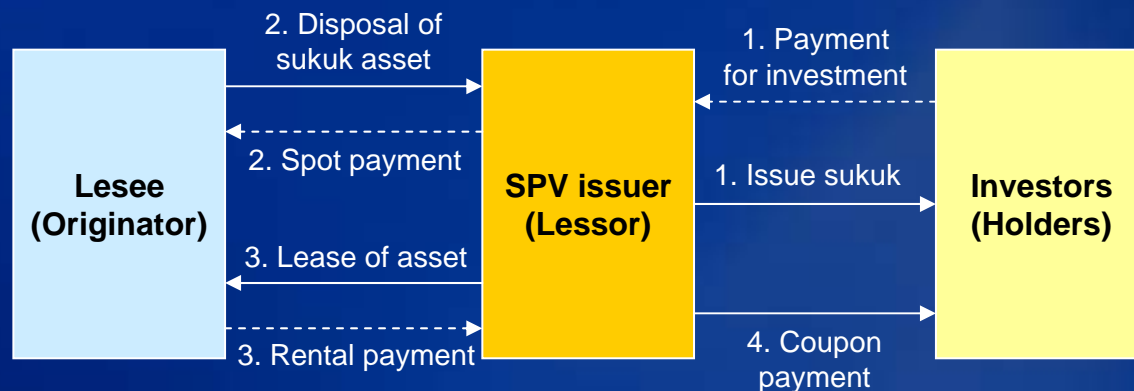 2. Disposal of
sukuk asset
1. Payment
for investment
2. Spot payment
Lesee
(Originator)
SPV issuer
(Lessor)
1. Issue sukuk
Investors
(Holders)
3. Lease of asset
3. Rental payment
4. Coupon
payment